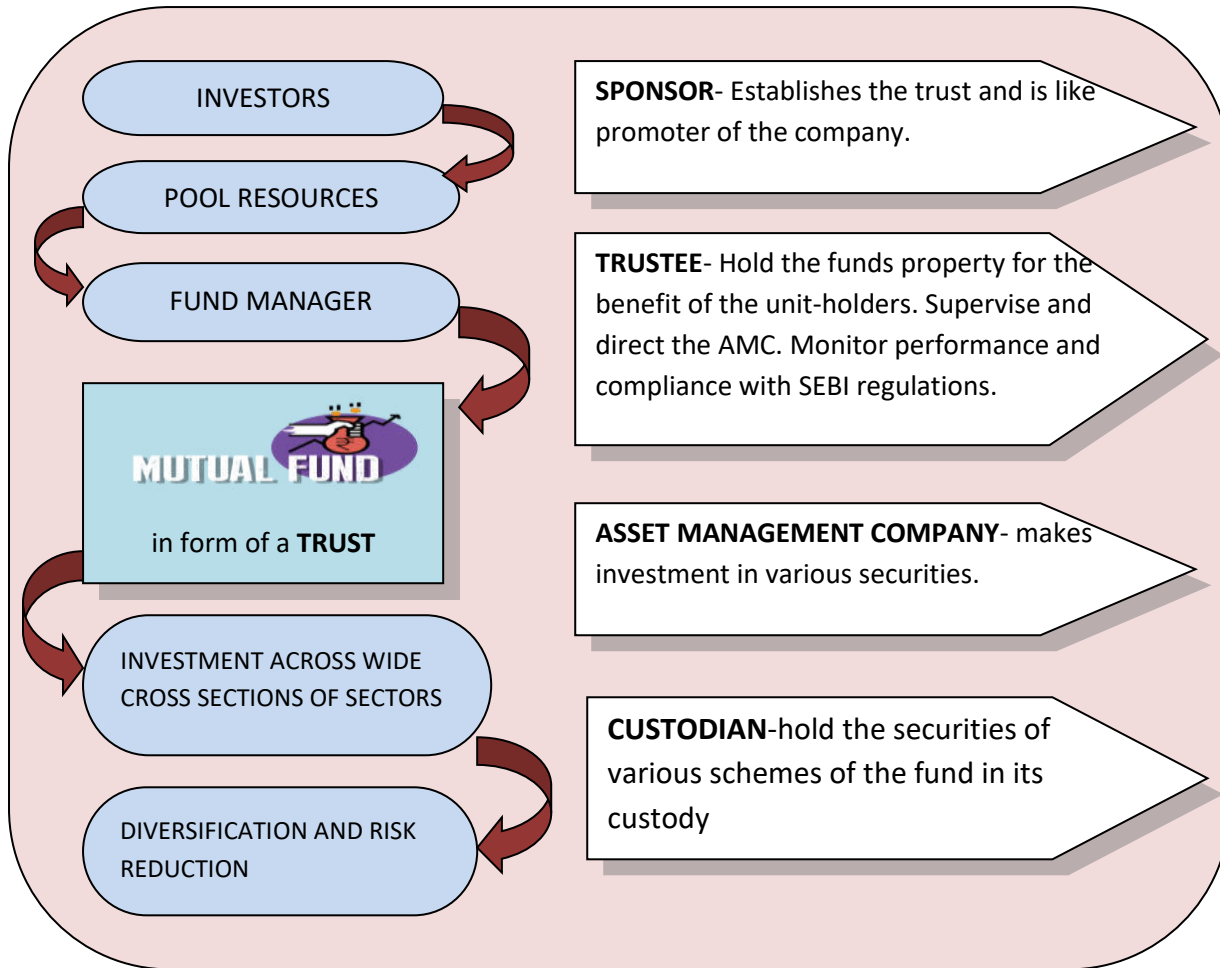 INVESTORS
POOL RESOURCES
FUND MANAGER
MUTUAL FUND
in form of a TRUST
INVESTMENT ACROSS WIDE
CROSS SECTIONS OF SECTORS
DIVERSIFICATION AND RISK
REDUCTION
SPONSOR- Establishes the trust and is like
promoter of the company.
TRUSTEE- Hold the funds property for the
benefit of the unit-holders. Supervise and
direct the AMC. Monitor performance and
compliance with SEBI regulations.
ASSET MANAGEMENT COMPANY- makes
investment in various securities.
CUSTODIAN-hold the securities of
various schemes of the fund in its
custody